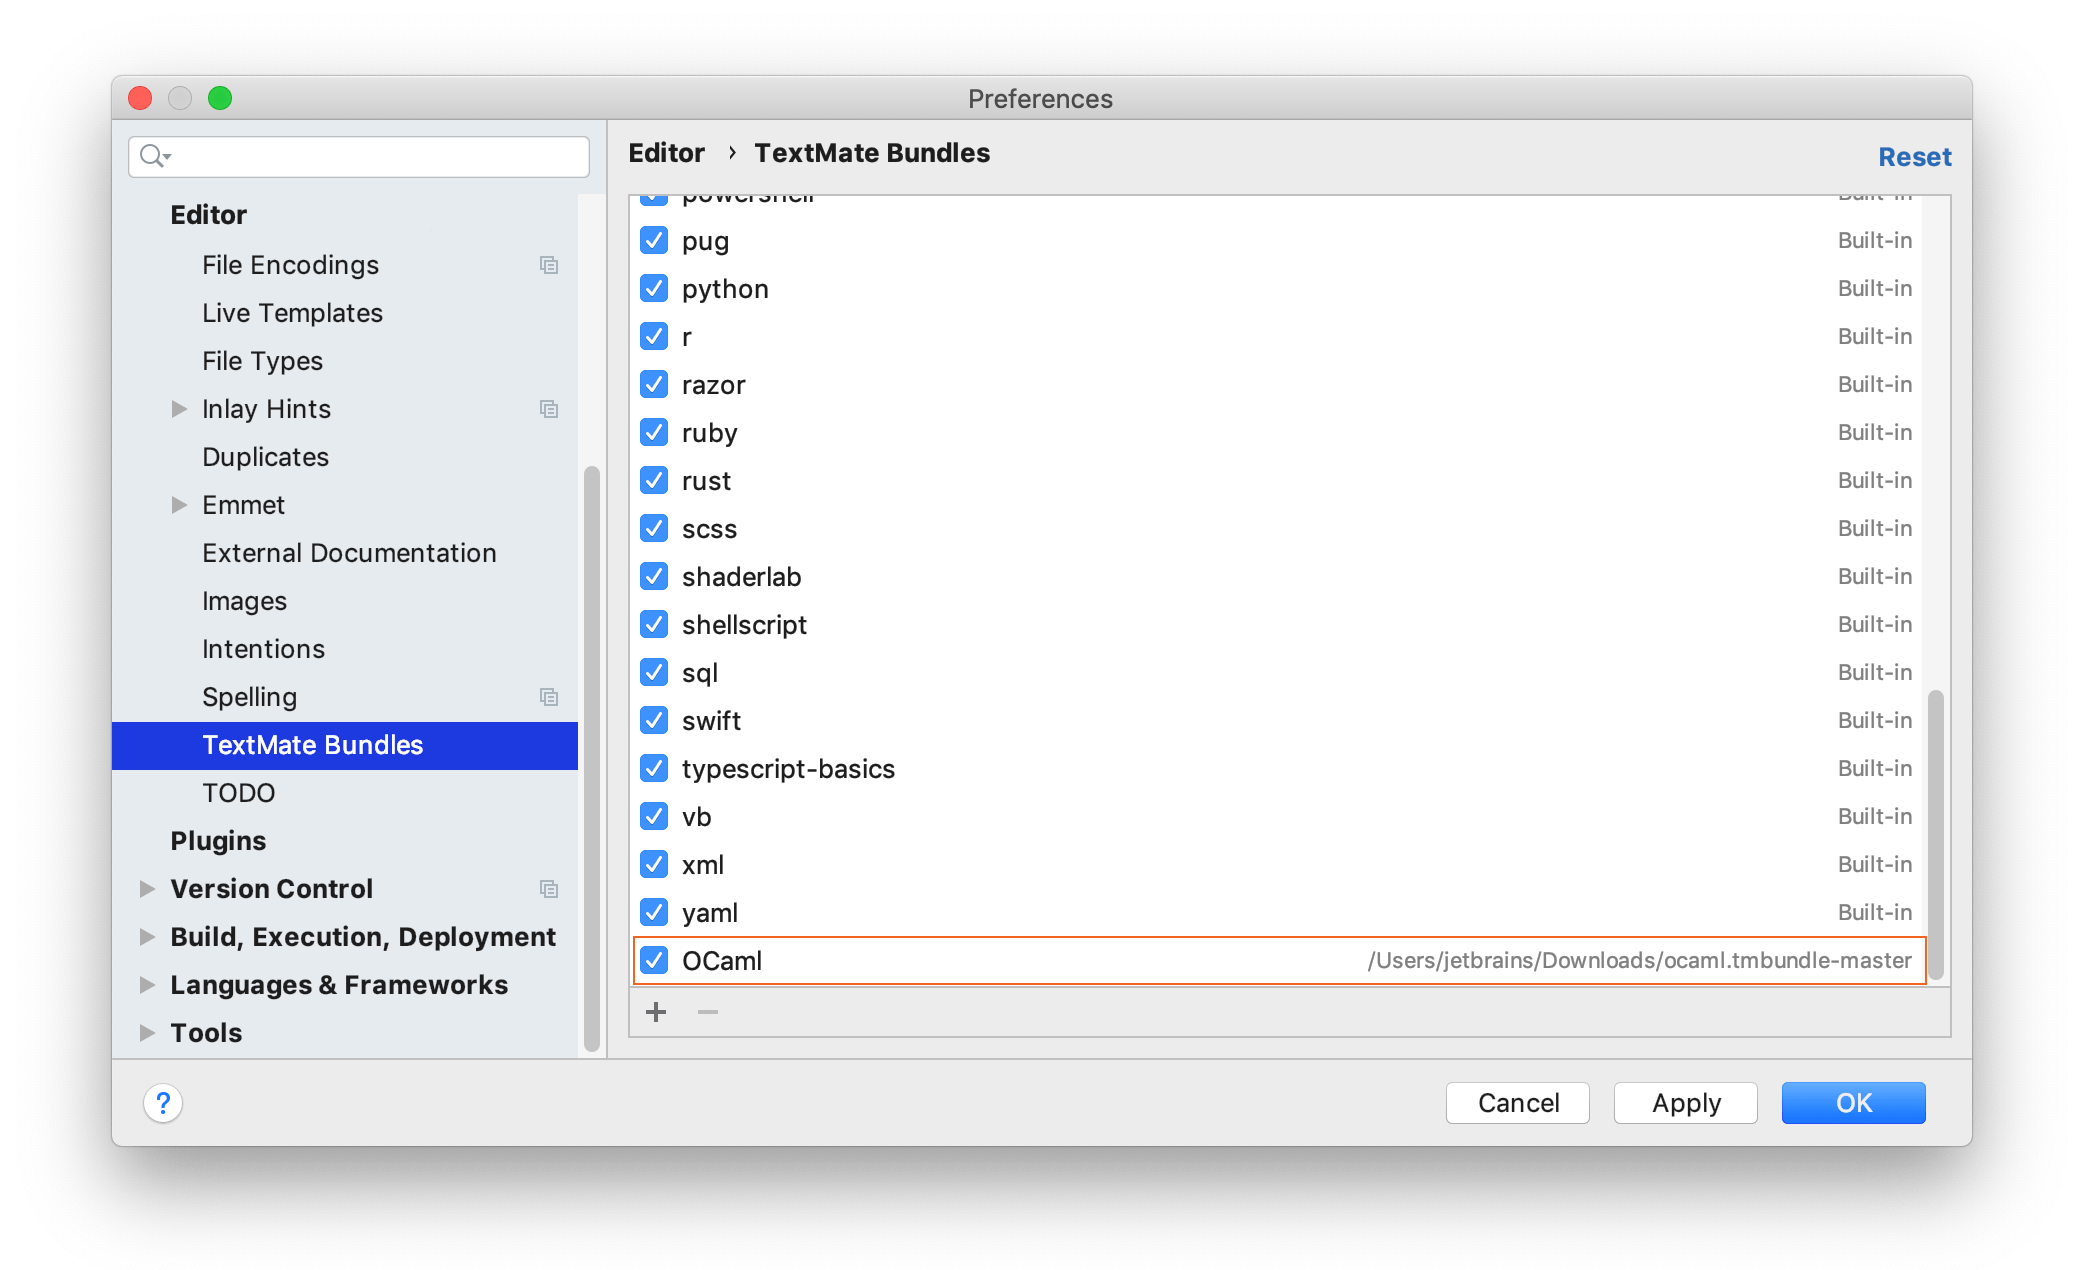 Preferences
Editor
File Encodings
Live Templates
File Types
Inlay Hints
Duplicates
Emmet
External Documentation
Images
Intentions
Spelling
TextMate Bundles
TODO
Plugins
Version Control
Build, Execution, Deployment
Languages & Frameworks
Tools
Editor › TextMate Bundles
Reset
powershell Built-in
pug Built-in
python Built-in
r Built-in
razor Built-in
ruby Built-in
rust Built-in
scss Built-in
shaderlab Built-in
shellscript Built-in
sql Built-in
swift Built-in
typescript-basics Built-in
vb Built-in
xml Built-in
yaml Built-in
OCaml /Users/jetbrains/Downloads/ocaml.tmbundle-master
? Cancel Apply OK